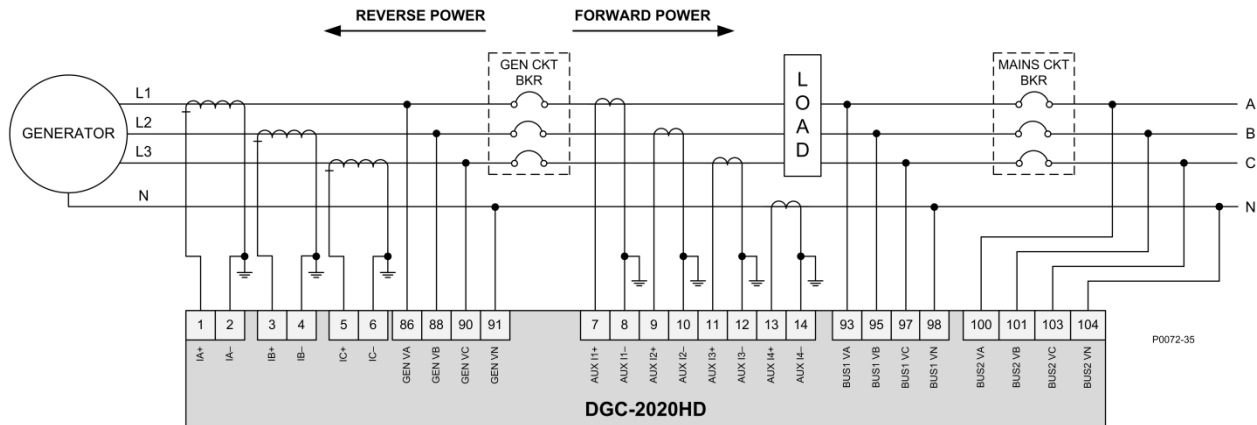 REVERSE POWER
FORWARD POWER
GEN CKT
BKR
MAINS CKT
BKR
L
O
A
D
GENERATOR
L1
L2
L3
N
A
B
C
N
1 2 3 4 5 6 86 88 90 91 7 8 9 10 11 12 13 14 93 95 97 98 100 101 103 104
IA+
IA–
IB+
IB–
IC+
IC–
GEN VA
GEN VB
GEN VC
GEN VN
AUX I1+
AUX I1–
AUX I2+
AUX I2–
AUX I3+
AUX I3–
AUX I4+
AUX I4–
BUS1 VA
BUS1 VB
BUS1 VC
BUS1 VN
BUS2 VA
BUS2 VB
BUS2 VC
BUS2 VN
P0072-35
DGC-2020HD